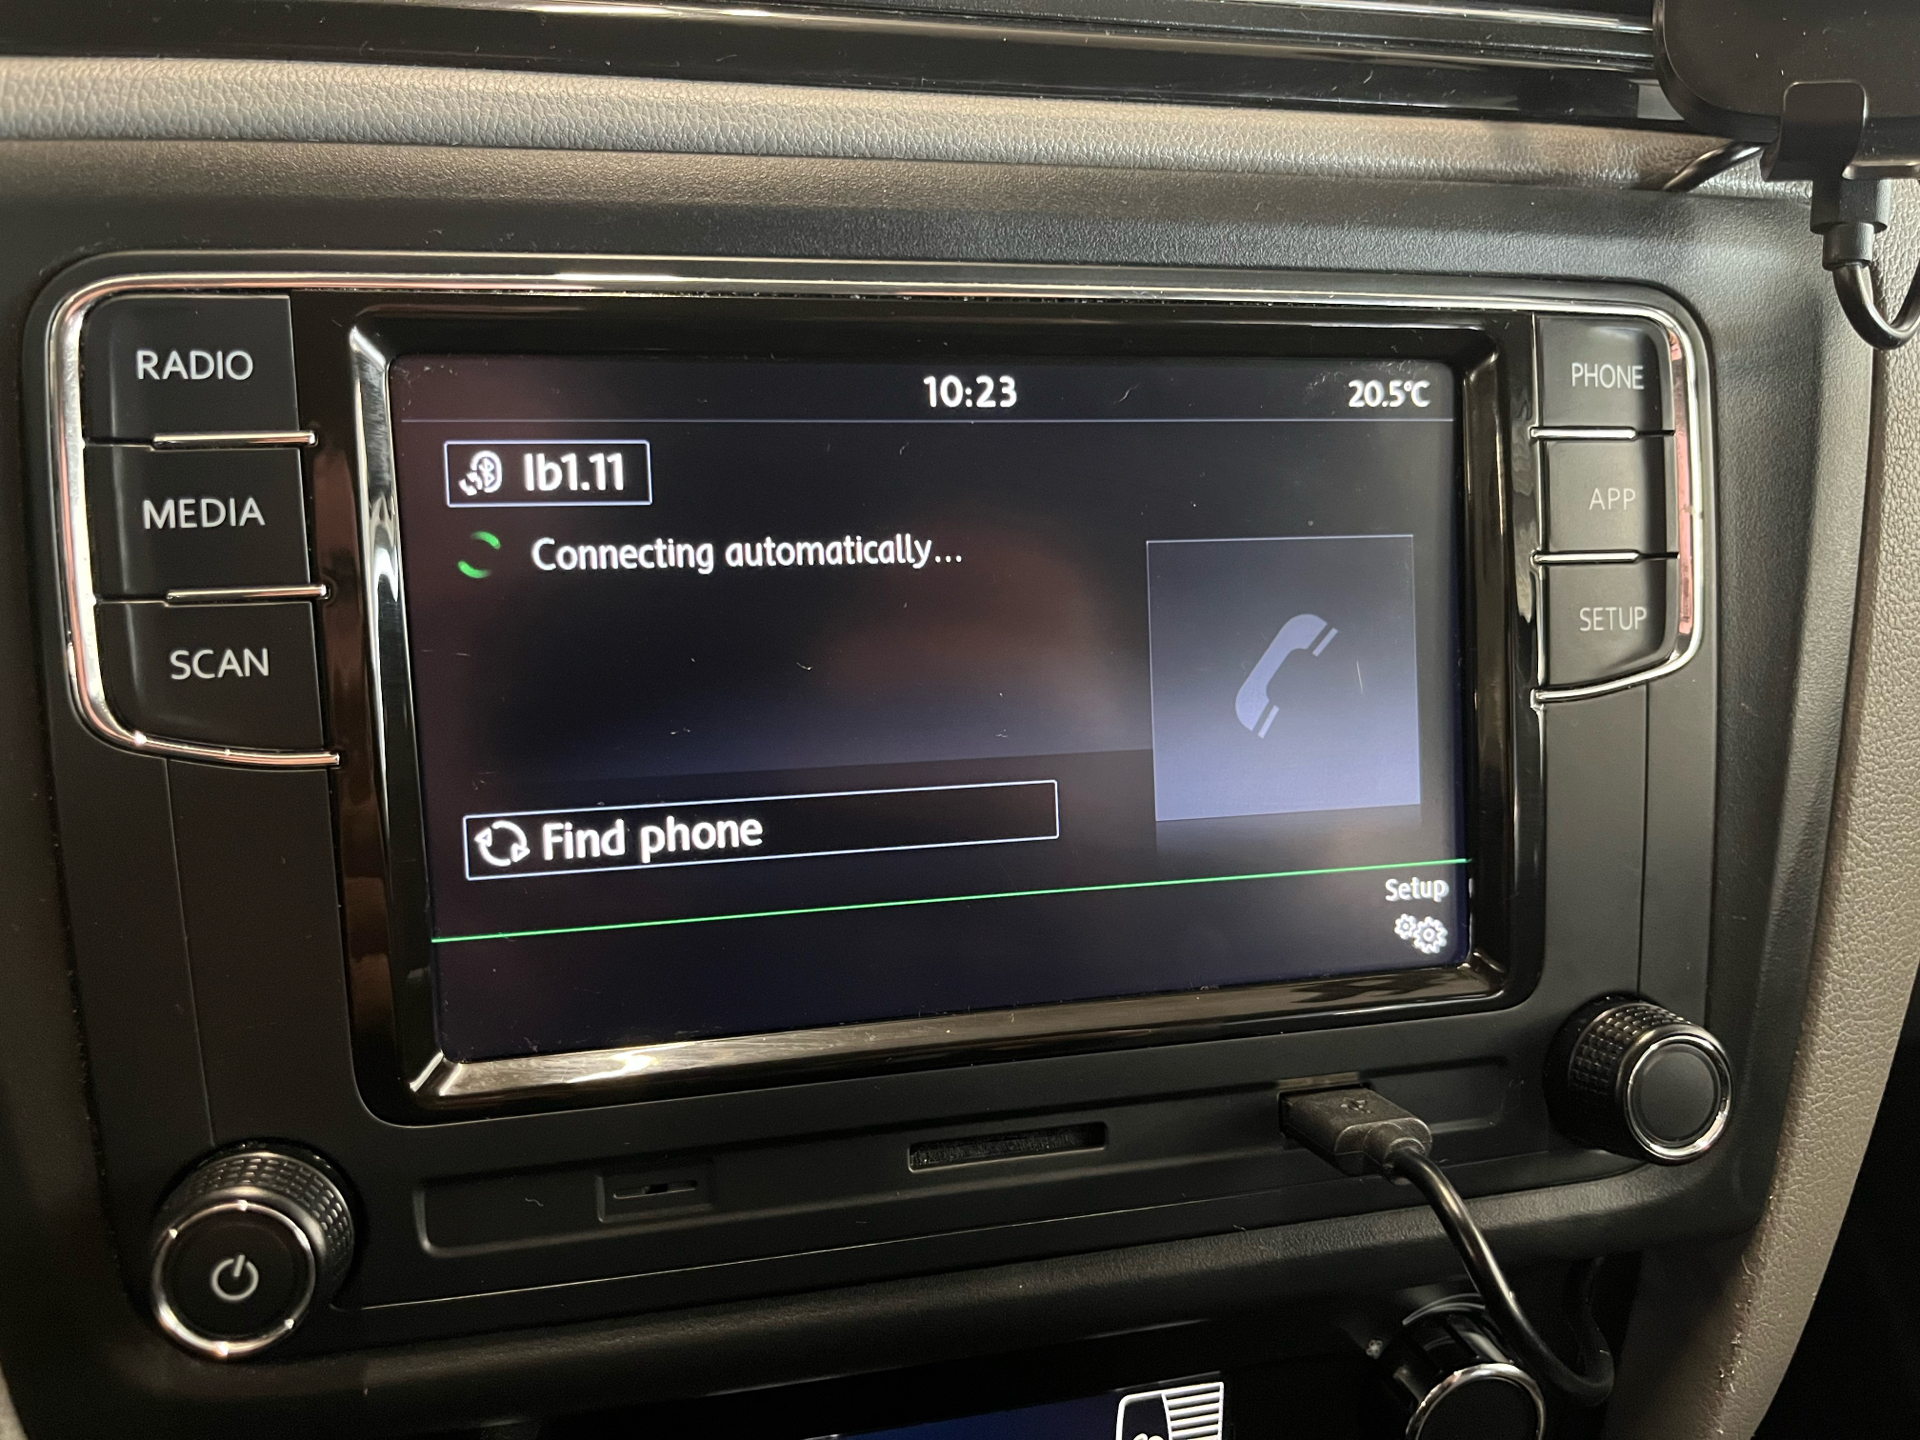 RADIO
MEDIA
SCAN
10:23
20.5°C
lb1.11
Connecting automatically...
Find phone
Setup
PHONE
APP
SETUP